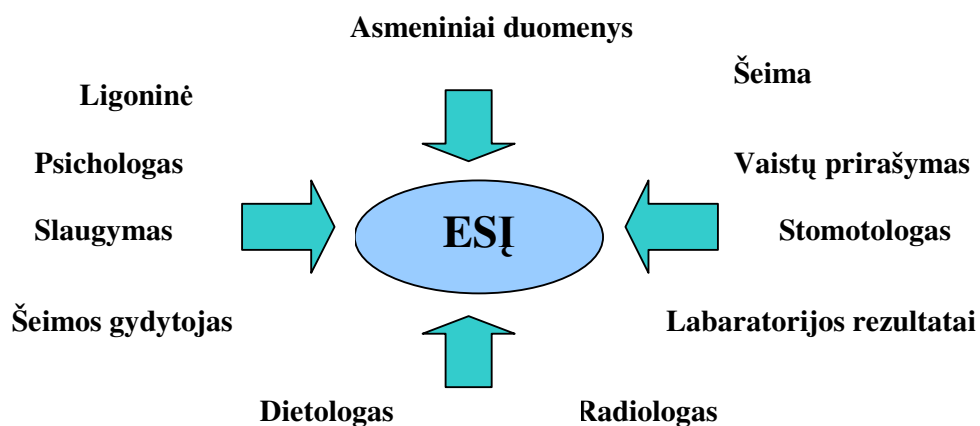 Asmeniniai duomenys
Šeima
Ligoninė
Psichologas
Vaistų prirašymas
Slaugymas
ESĮ
Stomotologas
Šeimos gydytojas
Labaratorijos rezultatai
Dietologas
Radiologas